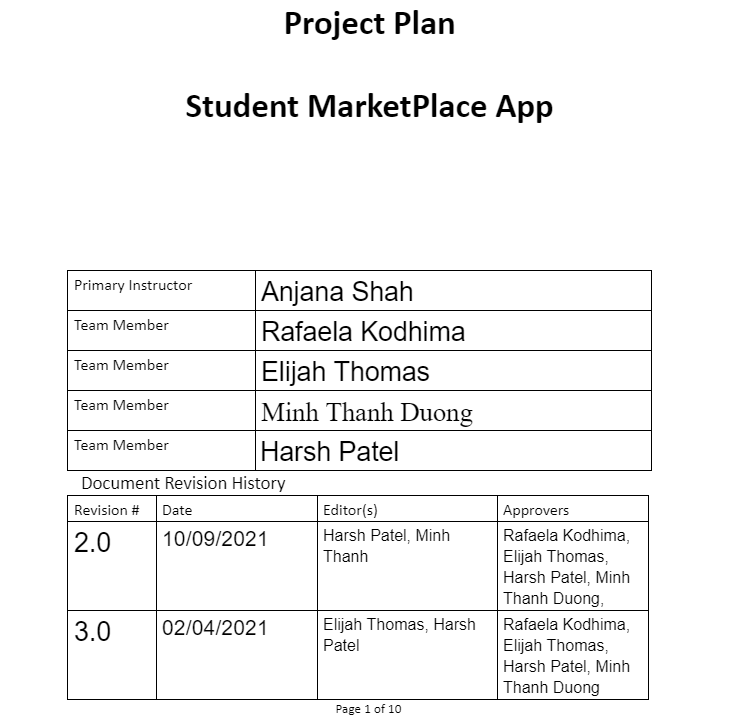 Project Plan
Student MarketPlace App
Primary Instructor Anjana Shah
Team Member Rafaela Kodhima
Team Member Elijah Thomas
Team Member Minh Thanh Duong
Team Member Harsh Patel
Document Revision History
Revision # Date Editor(s) Approvers
2.0 10/09/2021 Harsh Patel, Minh Rafaela Kodhima,
Thanh Elijah Thomas,
Harsh Patel, Minh
Thanh Duong,
3.0 02/04/2021 Elijah Thomas, Harsh Rafaela Kodhima,
Patel Elijah Thomas,
Harsh Patel, Minh
Thanh Duong
Page 1 of 10